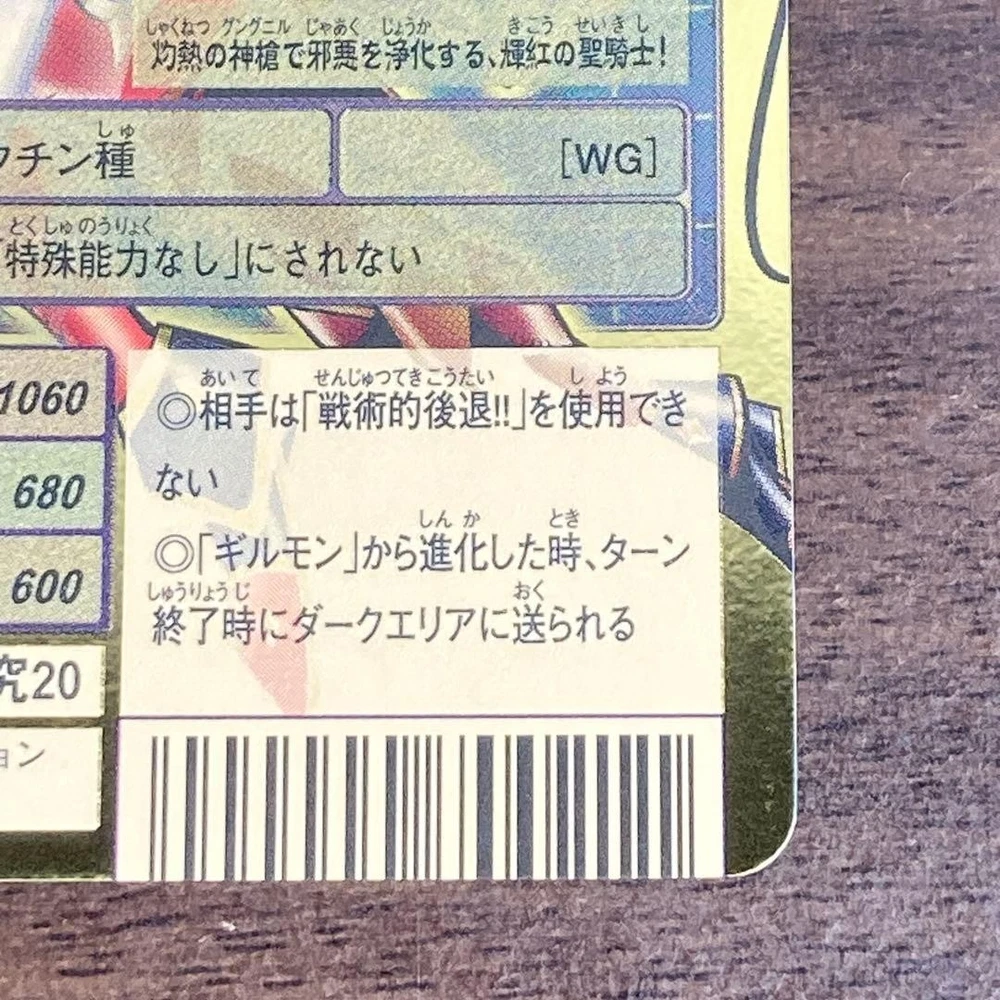 しゃくねつ グングニル じゃあく じょうか きこう せいきし
灼熱の神槍で邪悪を浄化する、輝紅の聖騎士!
しゅ
クチン種 [WG]
とくしゅのうりょく
「特殊能力なし」にされない
1060
680
600
究20
ョン
あいて せんじゅつてきこうたい しよう
◎相手は「戦術的後退!!」を使用でき
ない
しんか とき
◎「ギルモン」から進化した時、ターン
しゅうりょうじ おく
終了時にダークエリアに送られる